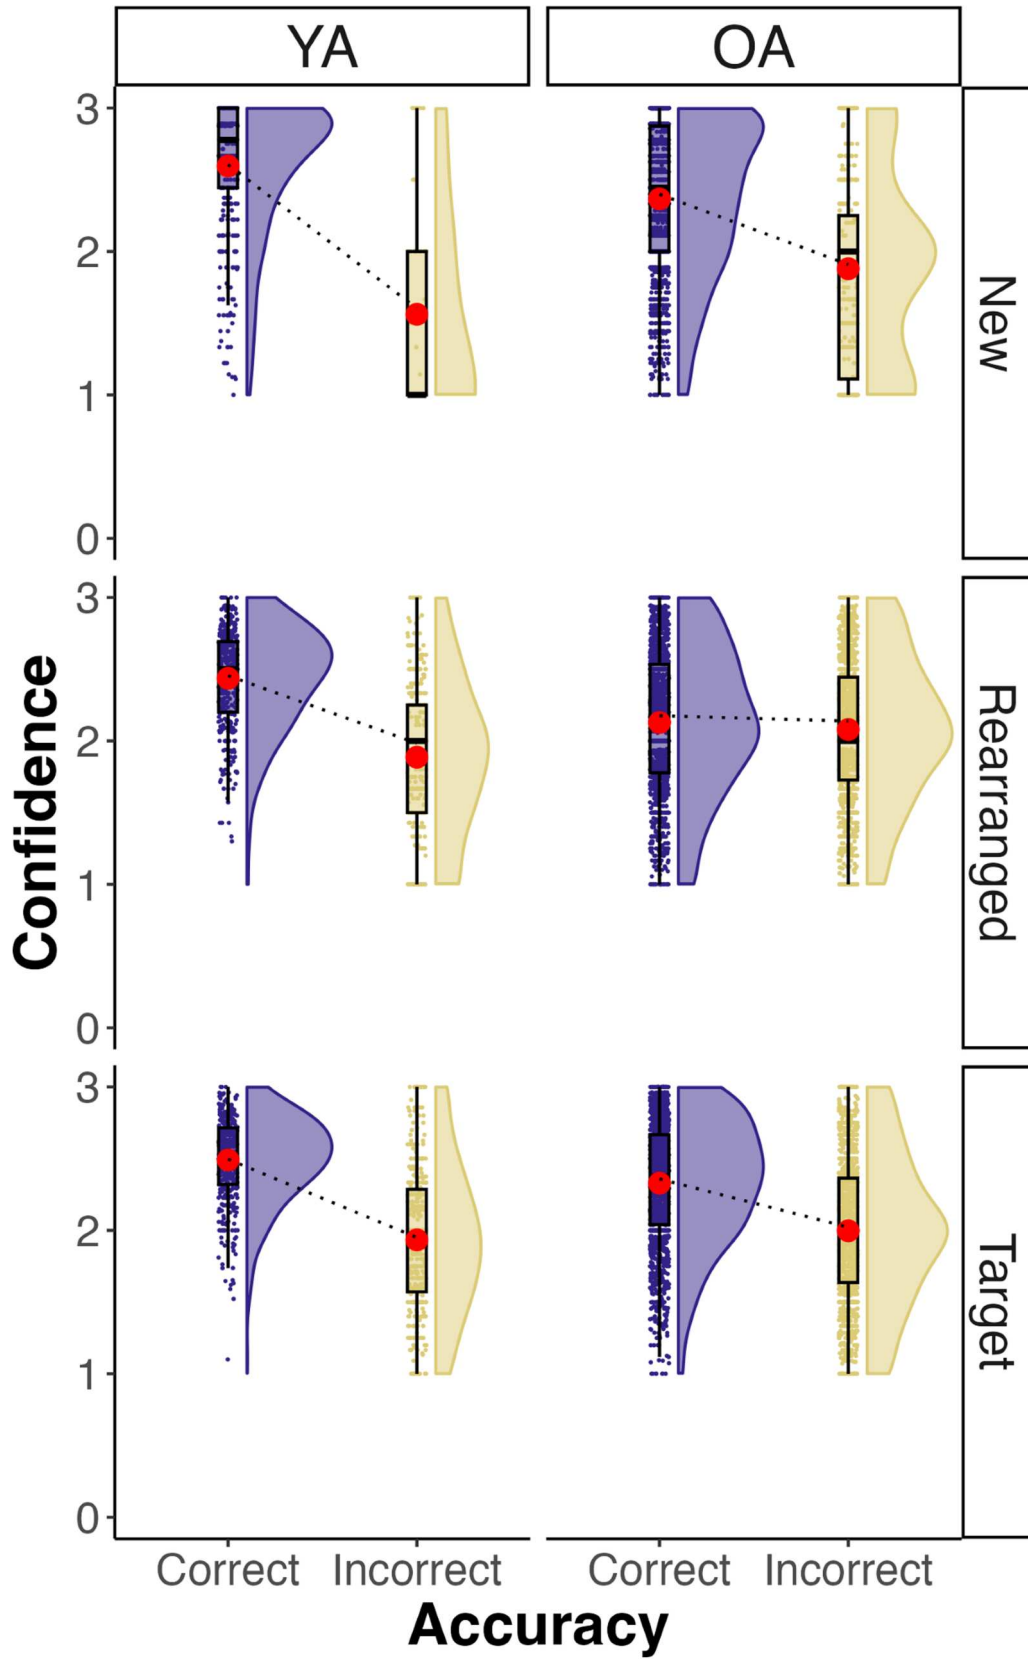 YA
OA
3
2
1
0
New
3
2
1
0
Rearranged
3
2
1
0
Target
Confidence
Correct Incorrect
Correct Incorrect
Accuracy